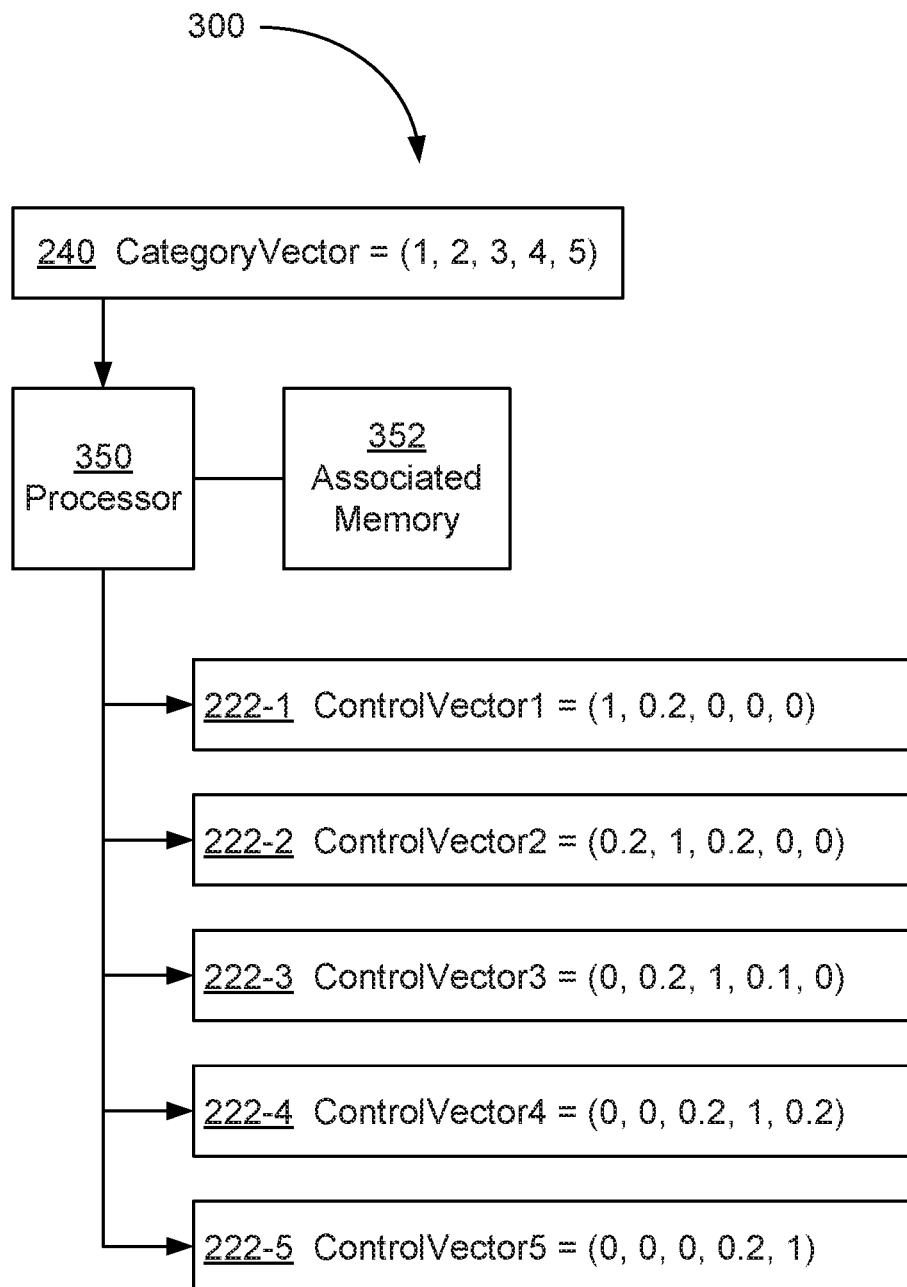 300
240 CategoryVector = (1, 2, 3, 4, 5)
350
Processor
352
Associated
Memory
222-1 ControlVector1 = (1, 0.2, 0, 0, 0)
222-2 ControlVector2 = (0.2, 1, 0.2, 0, 0)
222-3 ControlVector3 = (0, 0.2, 1, 0.1, 0)
222-4 ControlVector4 = (0, 0, 0.2, 1, 0.2)
222-5 ControlVector5 = (0, 0, 0, 0.2, 1)